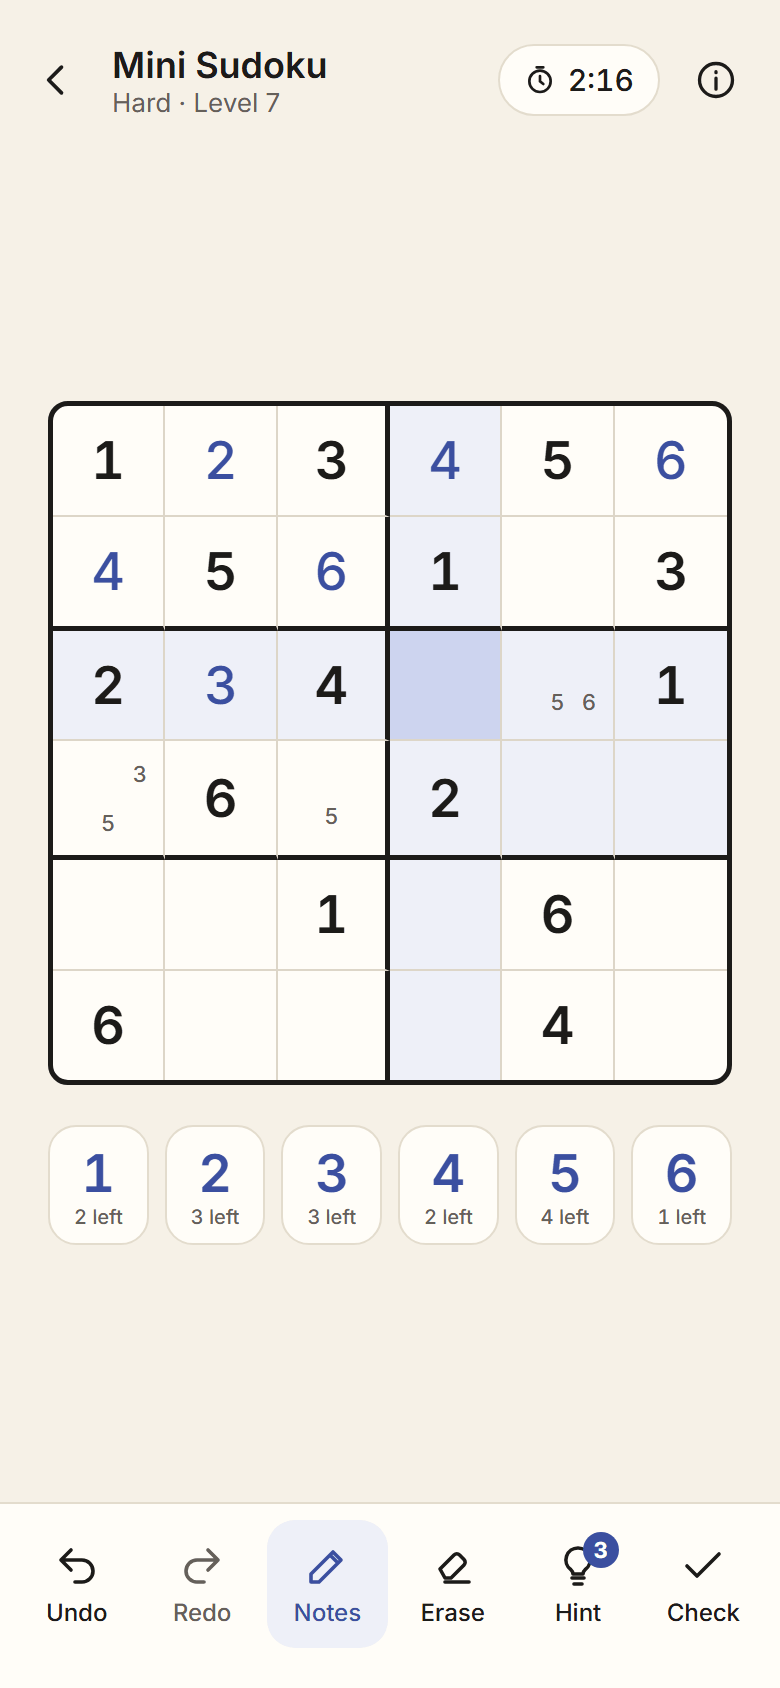 Mini Sudoku
Hard · Level 7
2:16
1 2 3 4 5 6
4 5 6 1 3
2 3 4 5 6 1
3
5 6 5 2
1 6
6 4
1 2 3 4 5 6
2 left 3 left 3 left 2 left 4 left 1 left
3
Undo Redo Notes Erase Hint Check